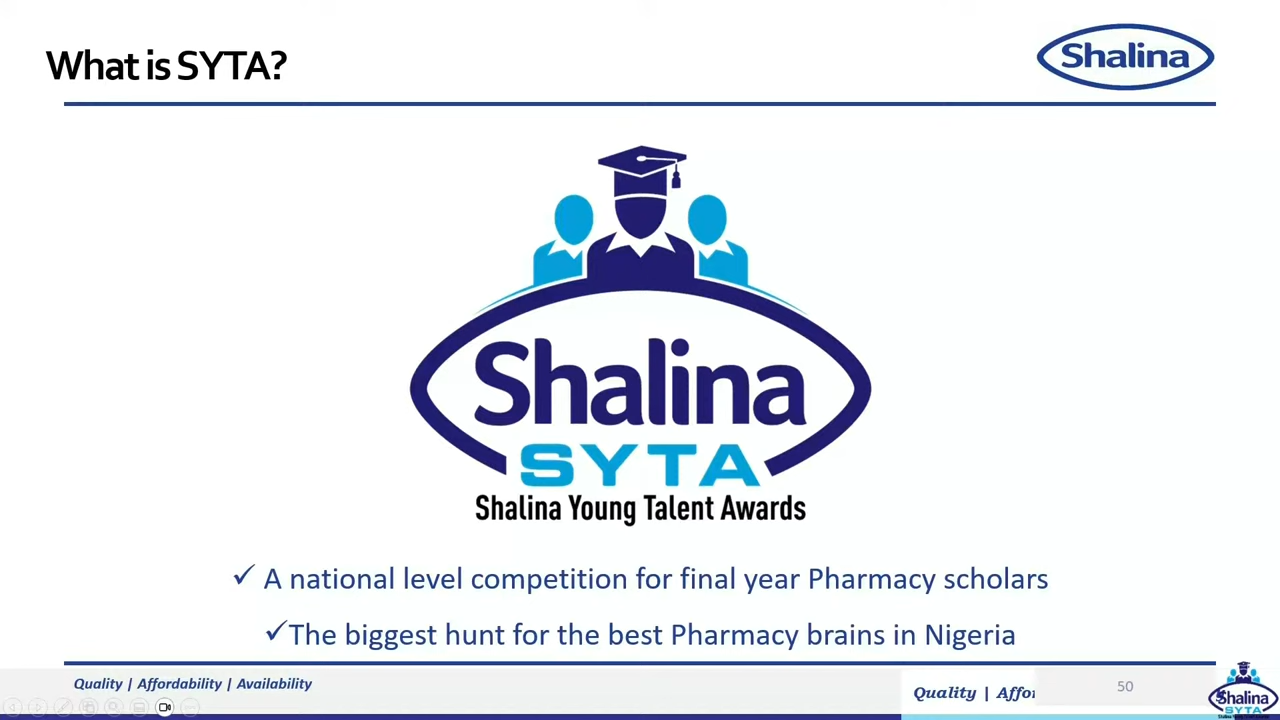 What is SYTA?
Shalina
Shalina
SYTA
Shalina Young Talent Awards
✓ A national level competition for final year Pharmacy scholars
✓ The biggest hunt for the best Pharmacy brains in Nigeria
Quality | Affordability | Availability
Quality | Affor
50
Shalina
SYTA